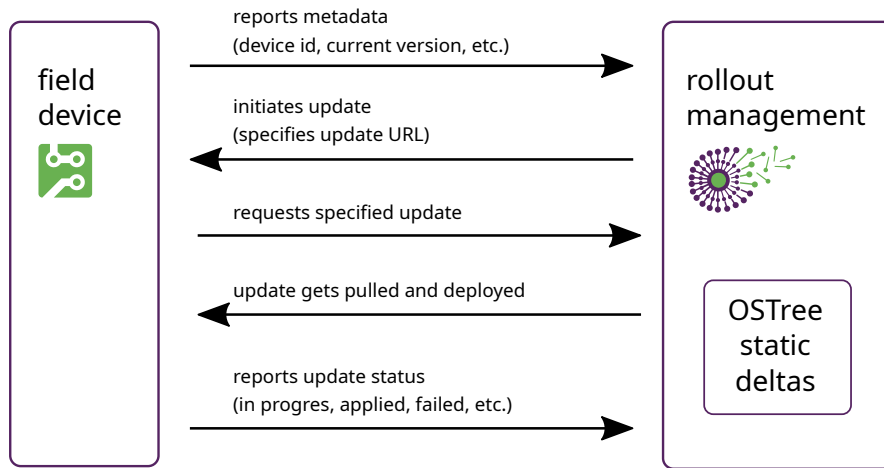 reports metadata
(device id, current version, etc.)
field
device
rollout
management
initiates update
(specifies update URL)
requests specified update
update gets pulled and deployed
OSTree
static
deltas
reports update status
(in progres, applied, failed, etc.)